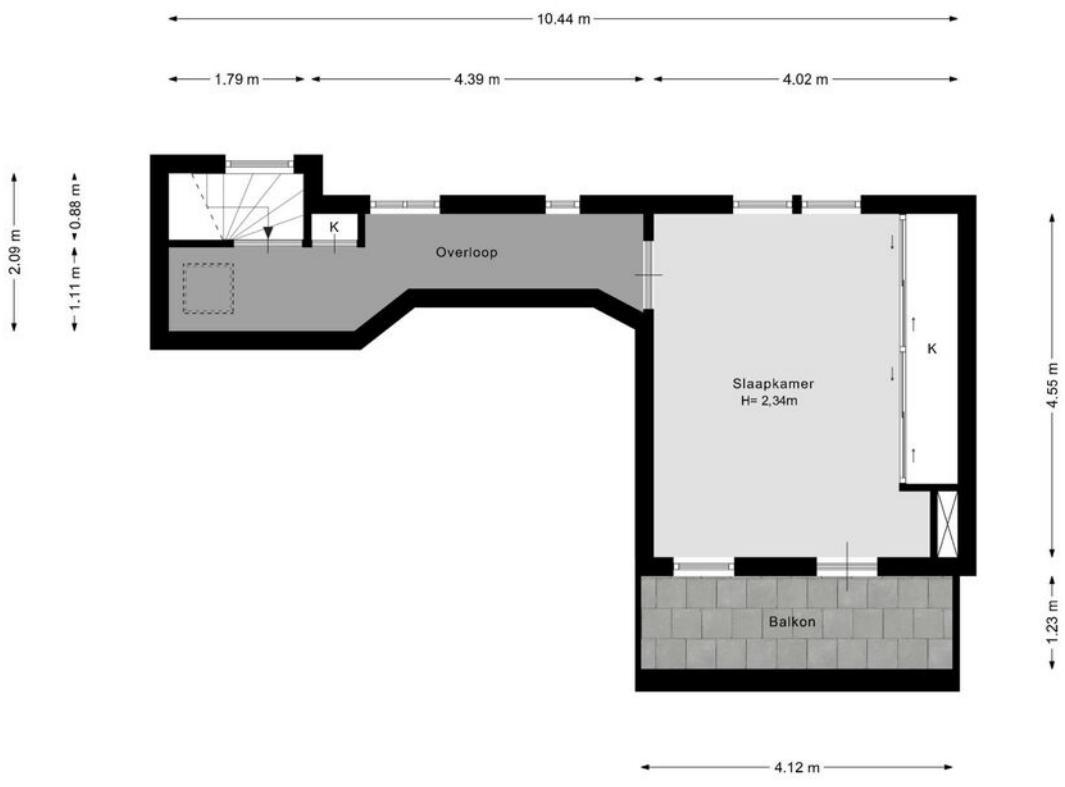 10.44 m
1.79 m
4.39 m
4.02 m
2.09 m
0.88 m
1.11 m
K
Overloop
K
Slaapkamer
H= 2,34m
4.55 m
1.23 m
Balkon
4.12 m